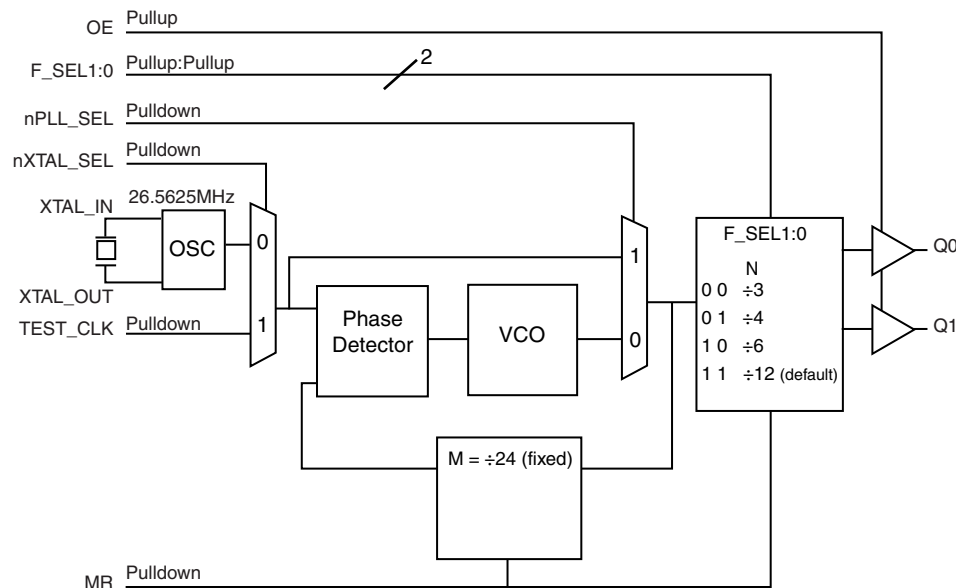 OE Pullup
F_SEL1:0 Pullup:Pullup 2
nPLL_SEL Pulldown
nXTAL_SEL Pulldown
26.5625MHz
XTAL_IN
OSC
XTAL_OUT
TEST_CLK Pulldown
0
1
Phase
Detector
VCO
1
0
F_SEL1:0
N
0 0 ÷3
0 1 ÷4
1 0 ÷6
1 1 ÷12 (default)
Q0
Q1
M = ÷24 (fixed)
MR Pulldown